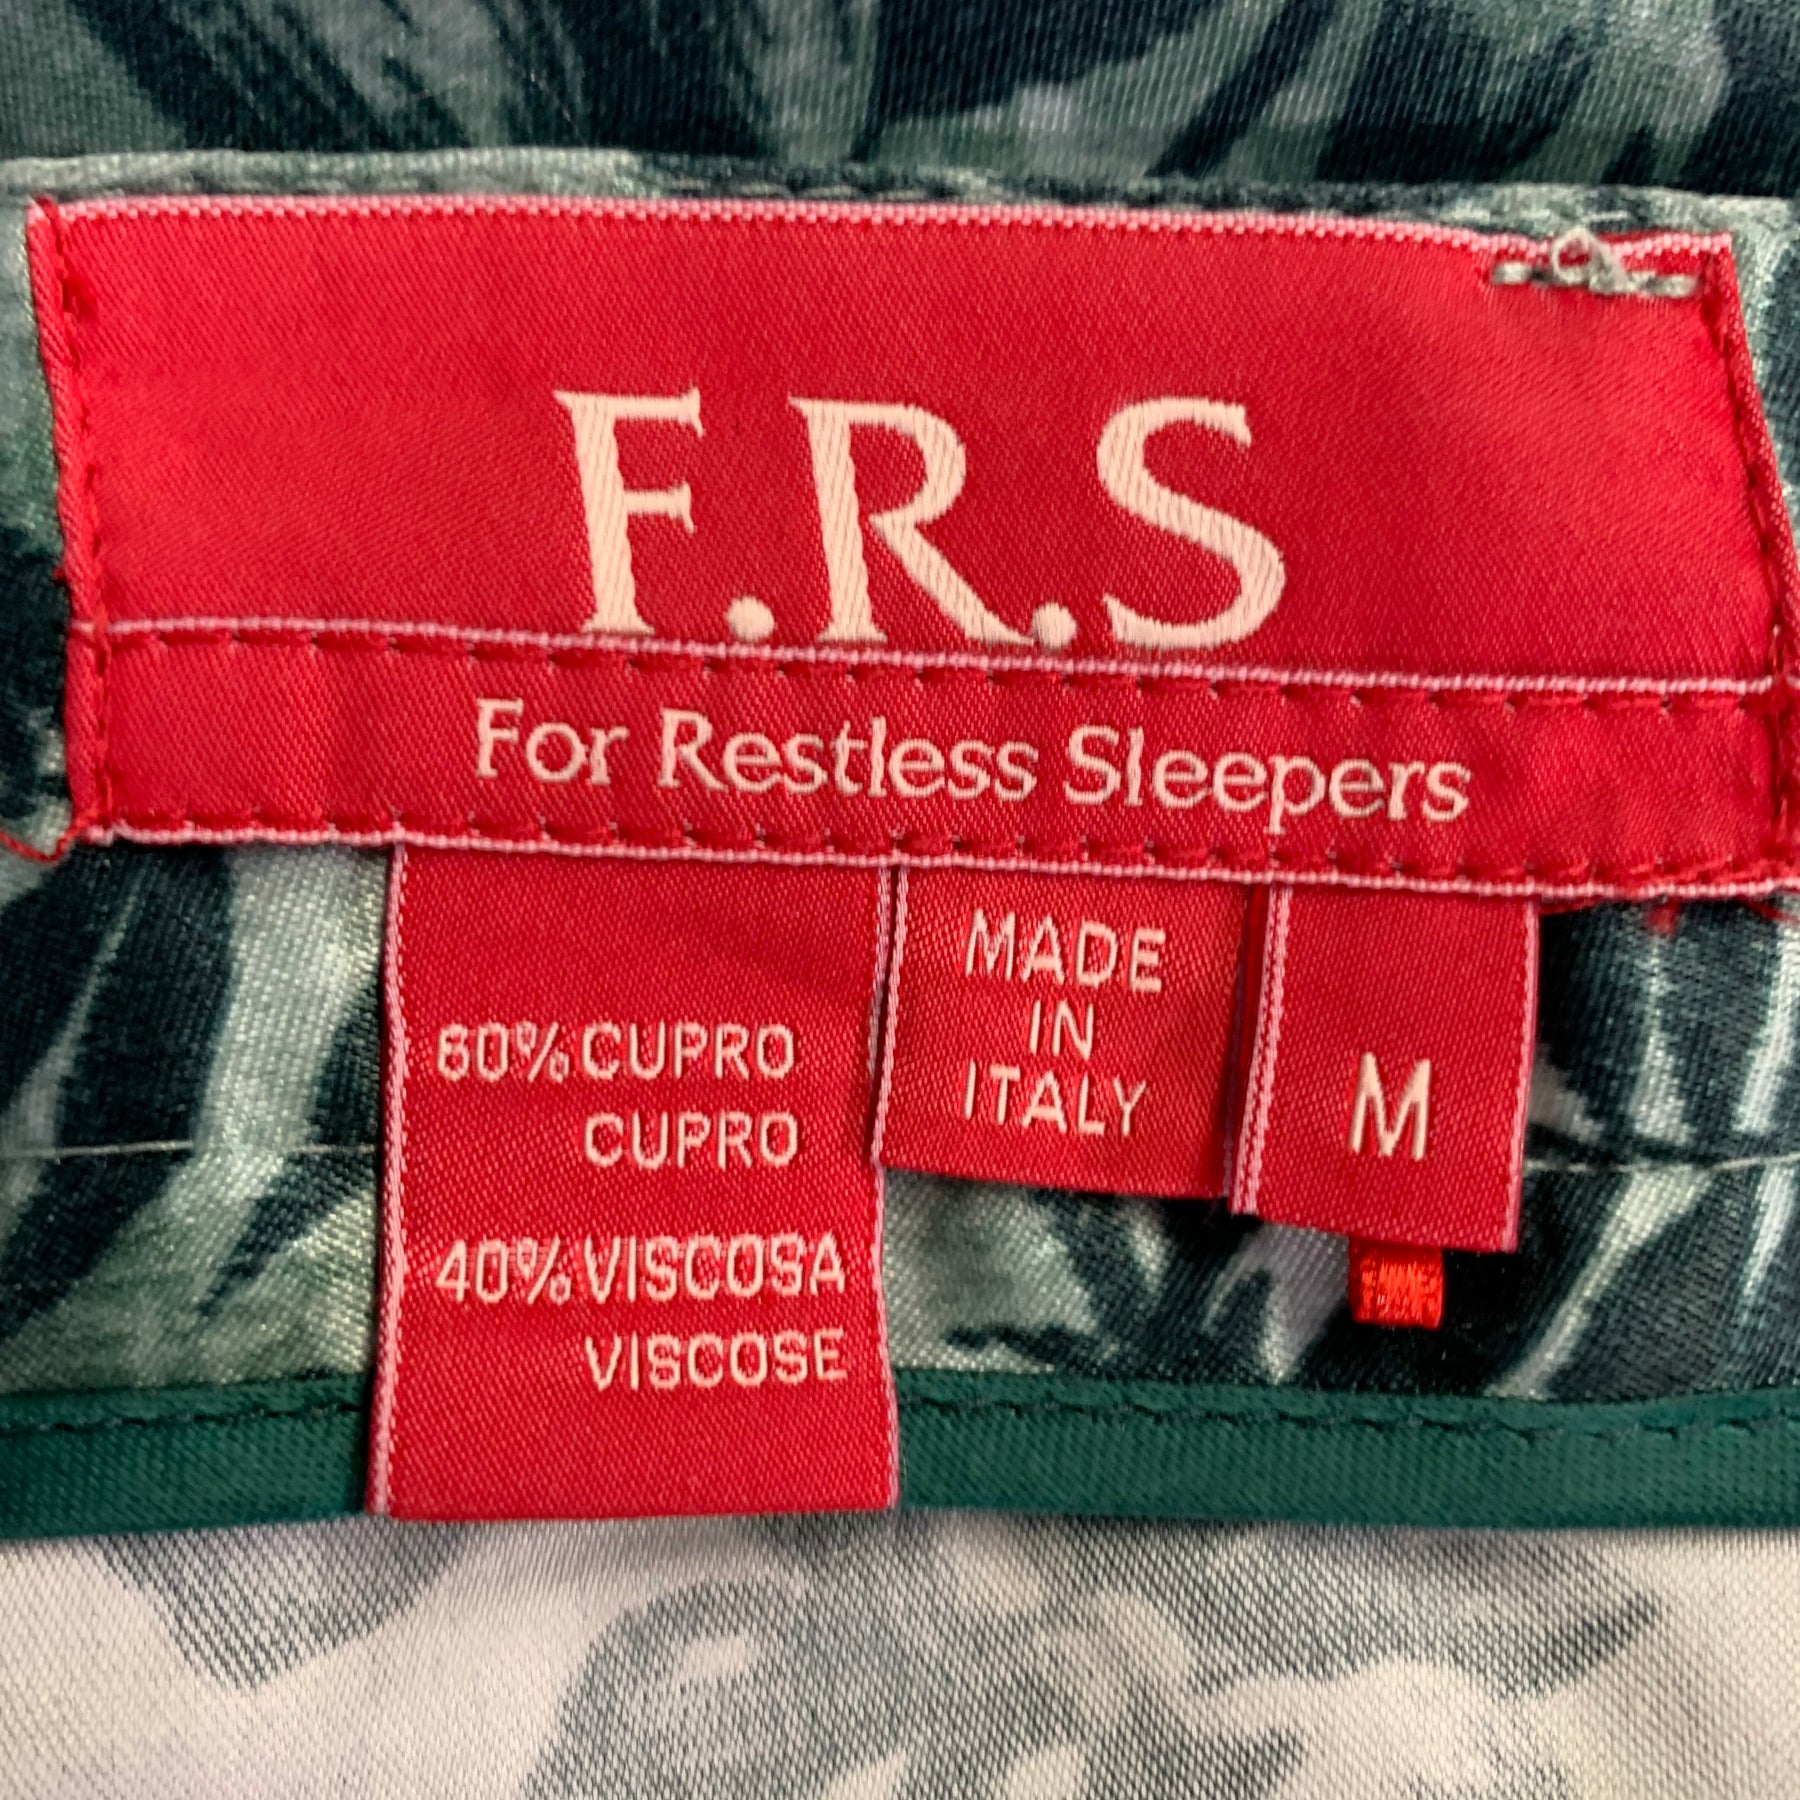 F.R.S
For Restless Sleepers
60% CUPRO
CUPRO
40% VISCOSA
VISCOSE
MADE
IN
ITALY
M